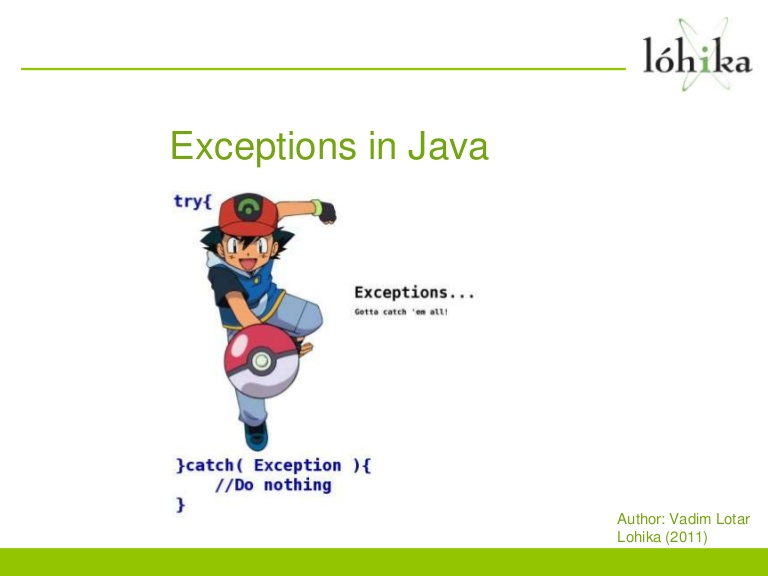 lóhika
Exceptions in Java
try{
Exceptions...
Gotta catch 'em all!
}catch( Exception ){
//Do nothing
}
Author: Vadim Lotar
Lohika (2011)